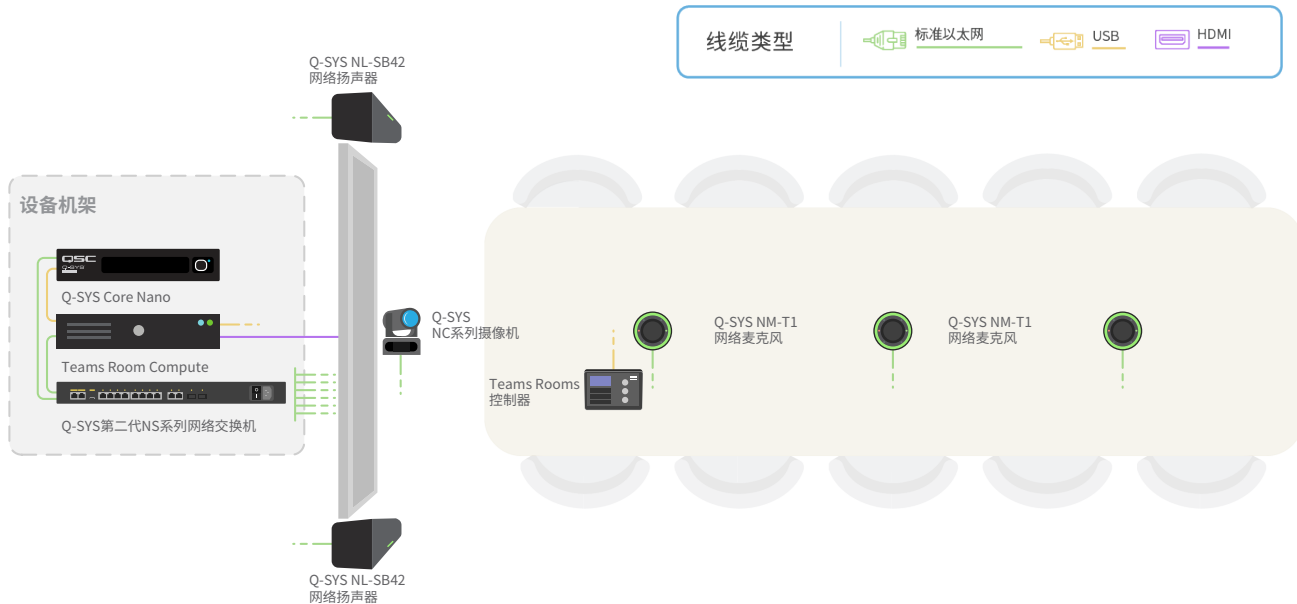 线缆类型
标准以太网
USB
HDMI
Q-SYS NL-SB42
网络扬声器
设备机架
QSC
Q-SYS
Q-SYS Core Nano
Teams Room Compute
Q-SYS第二代NS系列网络交换机
Q-SYS
NC系列摄像机
Q-SYS NM-T1
网络麦克风
Q-SYS NM-T1
网络麦克风
Teams Rooms
控制器
Q-SYS NL-SB42
网络扬声器